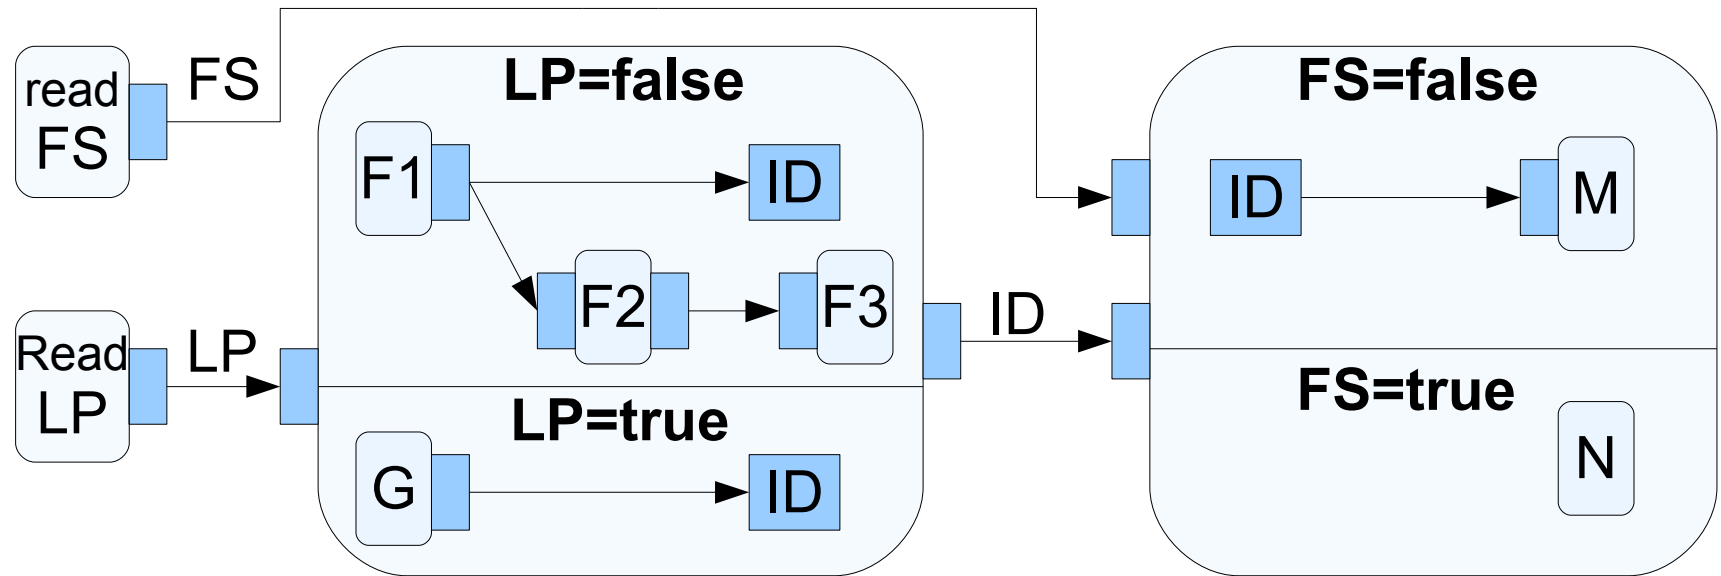 read
FS
FS
LP=false
F1
ID
F2
F3
Read
LP
LP
LP=true
G
ID
ID
FS=false
ID
M
FS=true
N